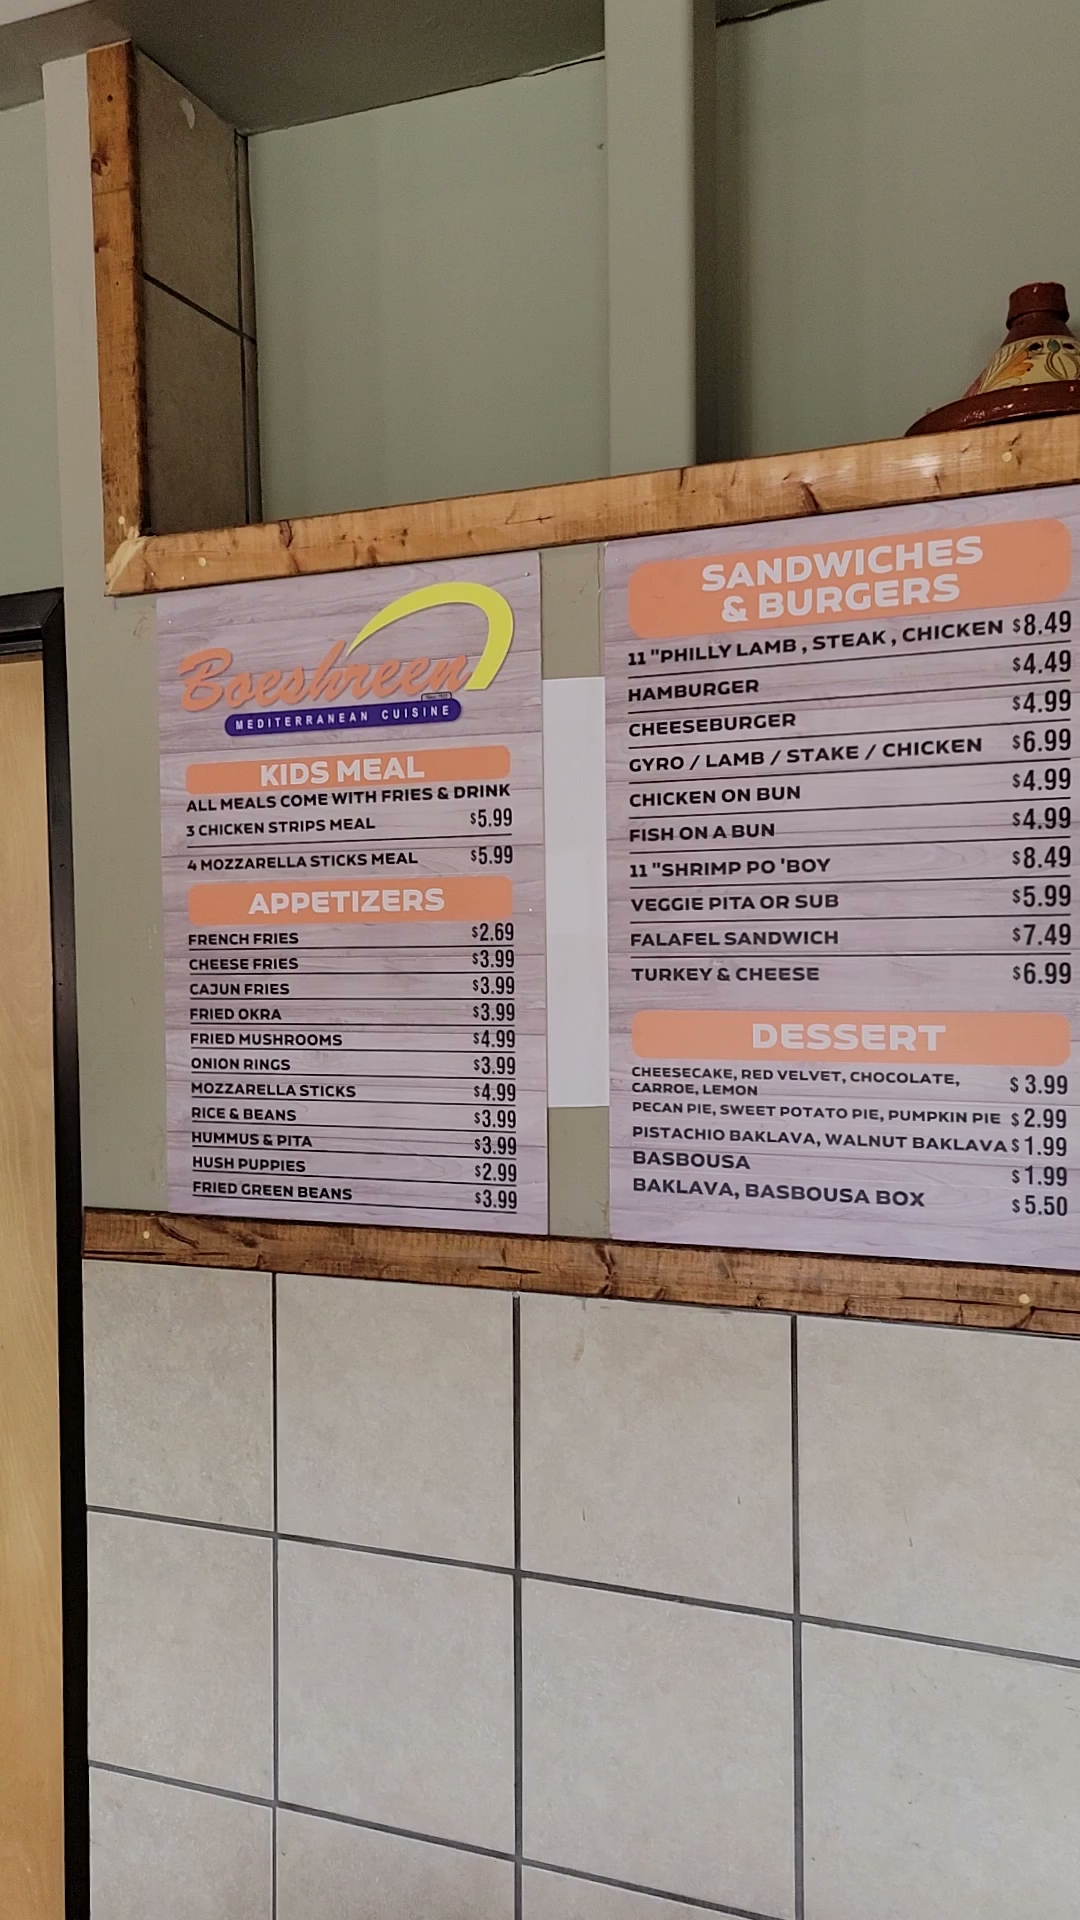 Boeshreen
MEDITERRANEAN CUISINE
KIDS MEAL
ALL MEALS COME WITH FRIES & DRINK
3 CHICKEN STRIPS MEAL $5.99
4 MOZZARELLA STICKS MEAL $5.99
APPETIZERS
FRENCH FRIES $2.69
CHEESE FRIES $3.99
CAJUN FRIES $3.99
FRIED OKRA $3.99
FRIED MUSHROOMS $4.99
ONION RINGS $3.99
MOZZARELLA STICKS $4.99
RICE & BEANS $3.99
HUMMUS & PITA $3.99
HUSH PUPPIES $2.99
FRIED GREEN BEANS $3.99
SANDWICHES
& BURGERS
11 "PHILLY LAMB , STEAK , CHICKEN $8.49
HAMBURGER $4.49
CHEESEBURGER $4.99
GYRO / LAMB / STAKE / CHICKEN $6.99
CHICKEN ON BUN $4.99
FISH ON A BUN $4.99
11 "SHRIMP PO 'BOY $8.49
VEGGIE PITA OR SUB $5.99
FALAFEL SANDWICH $7.49
TURKEY & CHEESE $6.99
DESSERT
CHEESECAKE, RED VELVET, CHOCOLATE,
CARROE, LEMON $ 3.99
PECAN PIE, SWEET POTATO PIE, PUMPKIN PIE $ 2.99
PISTACHIO BAKLAVA, WALNUT BAKLAVA $ 1.99
BASBOUSA $ 1.99
BAKLAVA, BASBOUSA BOX $ 5.50